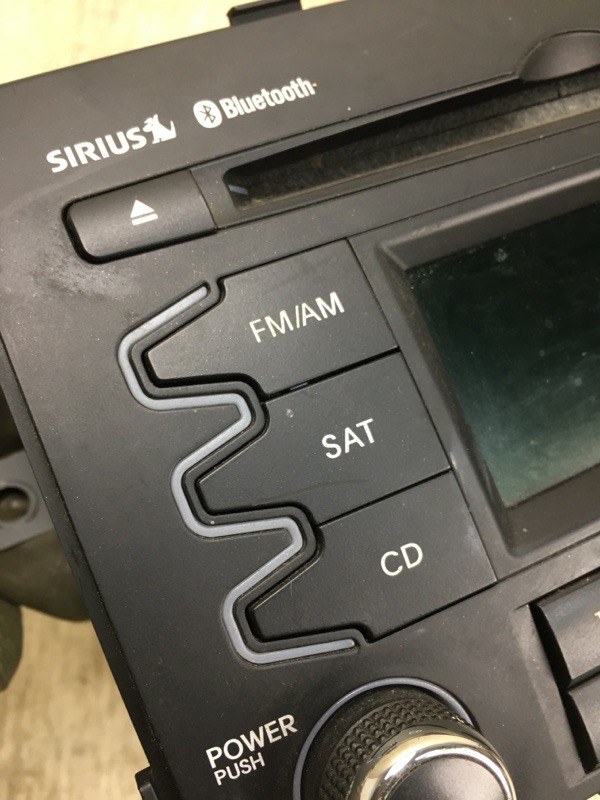 SIRIUS Bluetooth
FM/AM
SAT
CD
POWER
PUSH